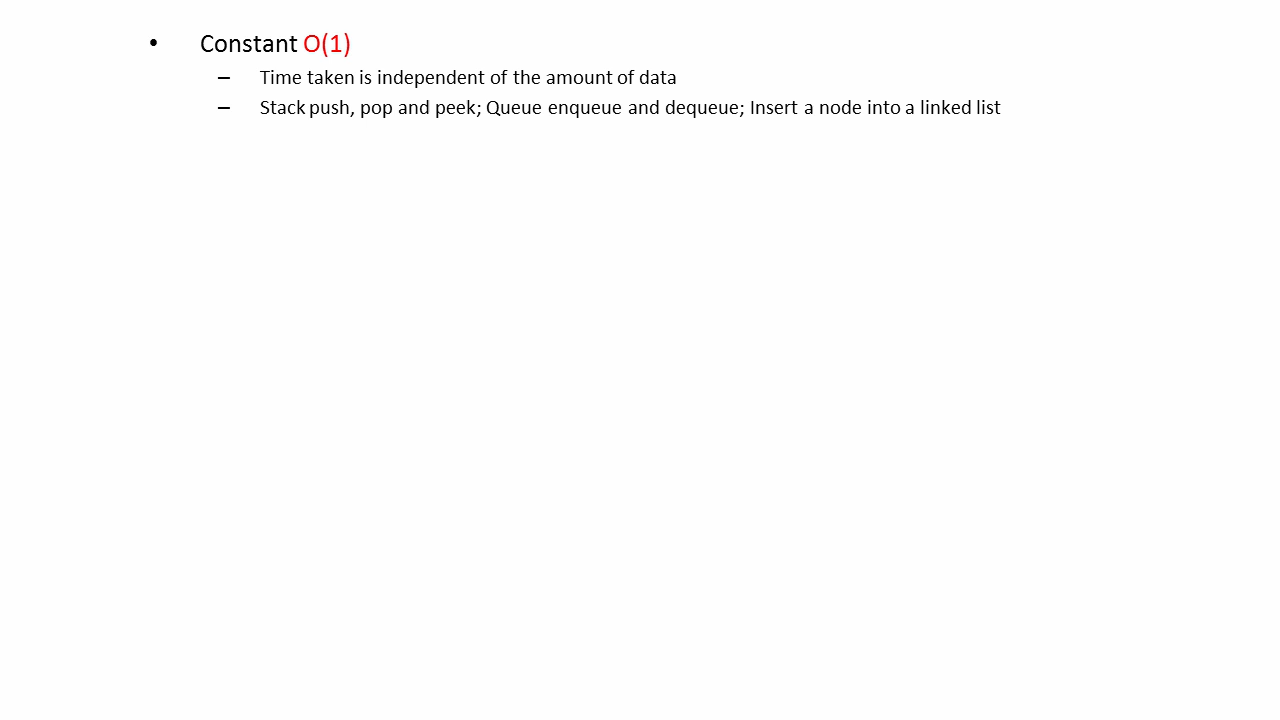 • Constant O(1)
– Time taken is independent of the amount of data
– Stack push, pop and peek; Queue enqueue and dequeue; Insert a node into a linked list